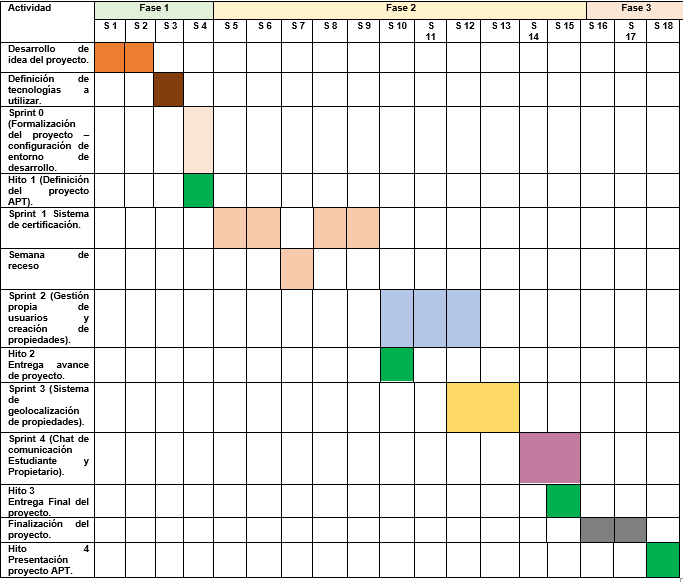 Actividad
Fase 1
Fase 2
Fase 3
S 1
S 2
S 3
S 4
S 5
S 6
S 7
S 8
S 9
S 10
S
11
S 12
S 13
S
14
S 15
S 16
S
17
S 18
Desarrollo de
idea del proyecto.
Definición de
tecnologías a
utilizar.
Sprint 0
(Formalización
del proyecto –
configuración de
entorno de
desarrollo.
Hito 1 (Definición
del proyecto
APT).
Sprint 1 Sistema
de certificación.
Semana de
receso
Sprint 2 (Gestión
propia de
usuarios y
creación de
propiedades).
Hito 2
Entrega avance
de proyecto.
Sprint 3 (Sistema
de
geolocalización
de propiedades).
Sprint 4 (Chat de
comunicación
Estudiante y
Propietario).
Hito 3
Entrega Final del
proyecto.
Finalización del
proyecto.
Hito 4
Presentación
proyecto APT.